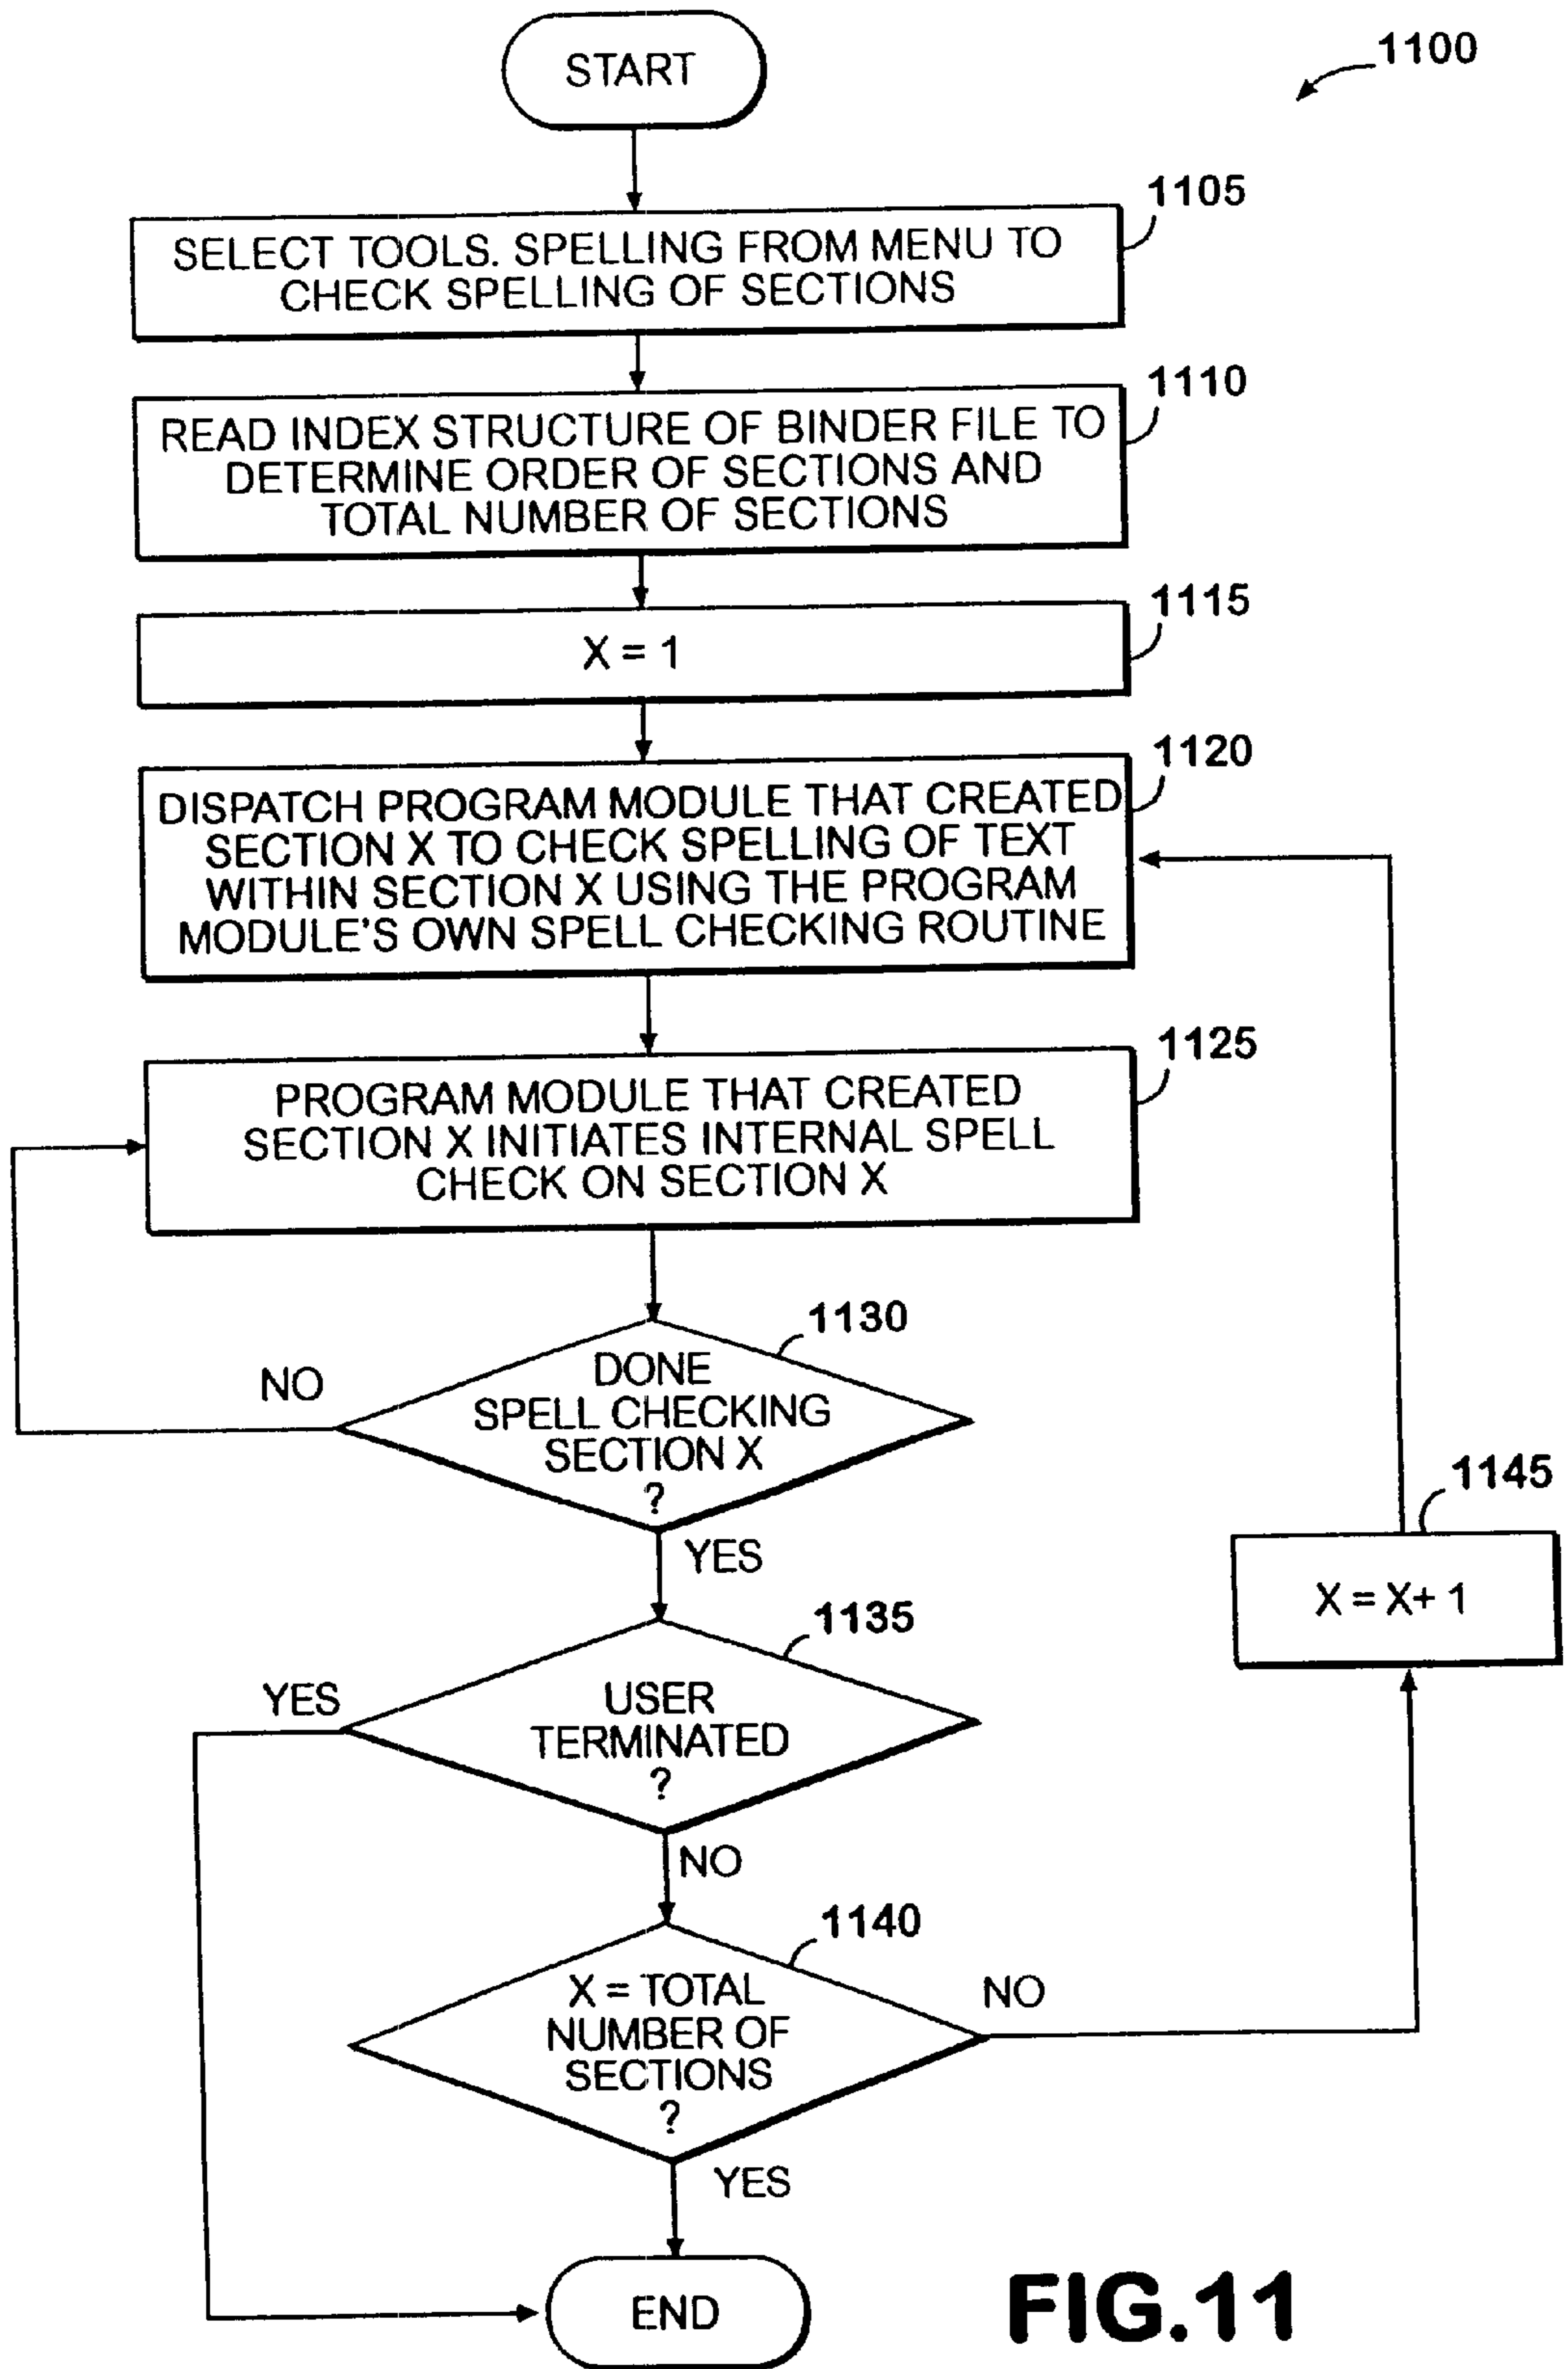 START
1100
1105
SELECT TOOLS. SPELLING FROM MENU TO
CHECK SPELLING OF SECTIONS
1110
READ INDEX STRUCTURE OF BINDER FILE TO
DETERMINE ORDER OF SECTIONS AND
TOTAL NUMBER OF SECTIONS
1115
X = 1
1120
DISPATCH PROGRAM MODULE THAT CREATED
SECTION X TO CHECK SPELLING OF TEXT
WITHIN SECTION X USING THE PROGRAM
MODULE'S OWN SPELL CHECKING ROUTINE
1125
PROGRAM MODULE THAT CREATED
SECTION X INITIATES INTERNAL SPELL
CHECK ON SECTION X
1130
NO
DONE
SPELL CHECKING
SECTION X
?
YES
1145
X = X+ 1
1135
YES
USER
TERMINATED
?
NO
1140
X = TOTAL
NUMBER OF
SECTIONS
?
NO
YES
END
FIG.11